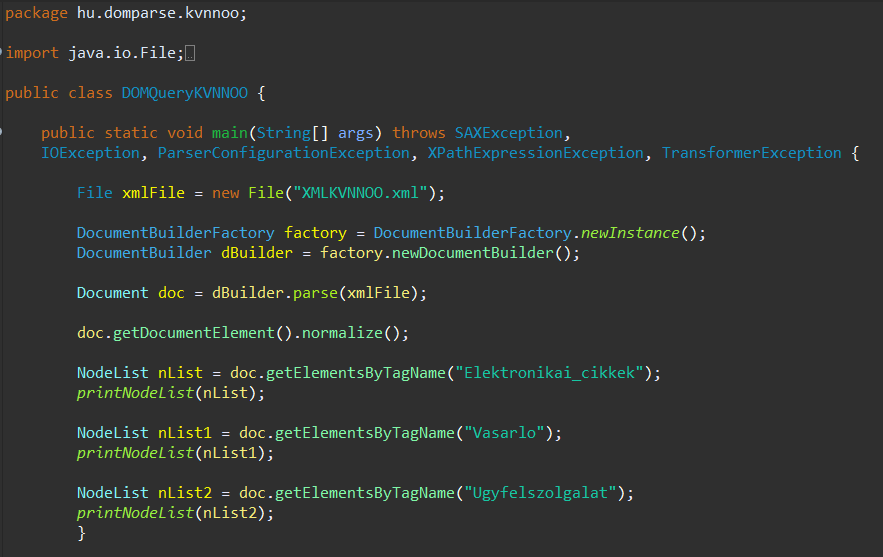 package hu.domparse.kvnnoo;
import java.io.File;
public class DOMQueryKVNNOO {
public static void main(String[] args) throws SAXException,
IOException, ParserConfigurationException, XPathExpressionException, TransformerException {
File xmlFile = new File("XMLKVNNOO.xml");
DocumentBuilderFactory factory = DocumentBuilderFactory.newInstance();
DocumentBuilder dBuilder = factory.newDocumentBuilder();
Document doc = dBuilder.parse(xmlFile);
doc.getDocumentElement().normalize();
NodeList nList = doc.getElementsByTagName("Elektronikai_cikkek");
printNodeList(nList);
NodeList nList1 = doc.getElementsByTagName("Vasarlo");
printNodeList(nList1);
NodeList nList2 = doc.getElementsByTagName("Ugyfelszolgalat");
printNodeList(nList2);
}